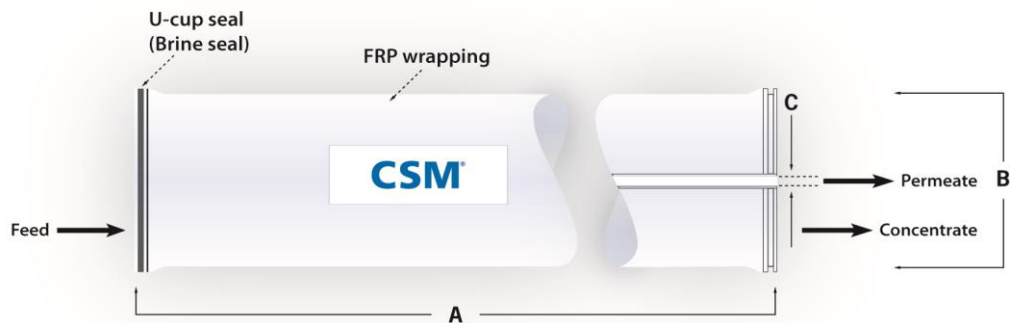 U-cup seal
(Brine seal)
FRP wrapping
C
CSM®
Permeate
B
Feed
Concentrate
A